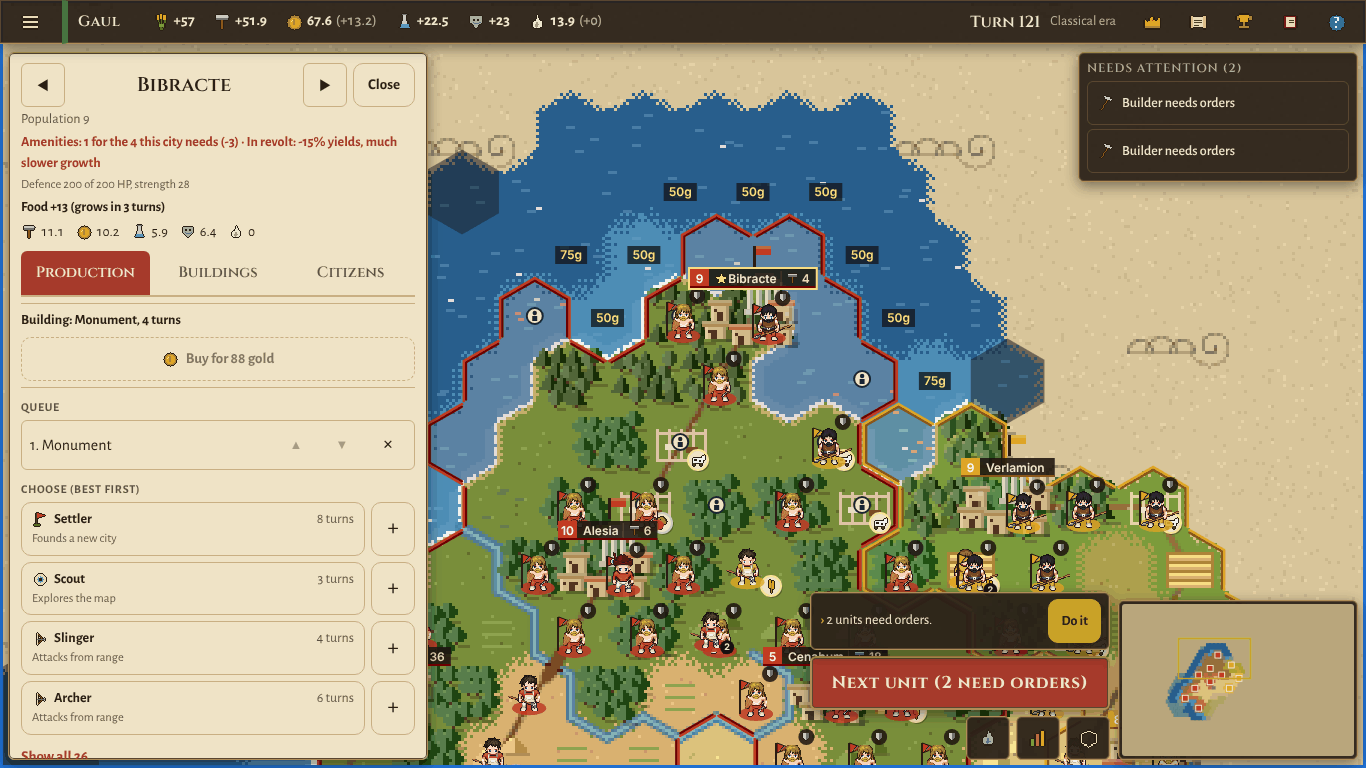 GAUL +57 +51.9 67.6 (+13.2) +22.5 +23 13.9 (+0) TURN 121 Classical era
BIBRACTE
Close
Population 9
Amenities: 1 for the 4 this city needs (-3) · In revolt: -15% yields, much
slower growth
Defence 200 of 200 HP, strength 28
Food +13 (grows in 3 turns)
11.1 10.2 5.9 6.4 0
PRODUCTION BUILDINGS CITIZENS
Building: Monument, 4 turns
Buy for 88 gold
QUEUE
1. Monument
CHOOSE (BEST FIRST)
Settler 8 turns
Founds a new city
Scout 3 turns
Explores the map
Slinger 4 turns
Attacks from range
Archer 6 turns
Attacks from range
Show all 26
NEEDS ATTENTION (2)
Builder needs orders
Builder needs orders
50g 50g 50g
75g 50g 50g
9 Bibracte 4
50g 50g
75g
9 Verlamion
10 Alesia 6
2
2
36
5
› 2 units need orders.
Do it
NEXT UNIT (2 NEED ORDERS)